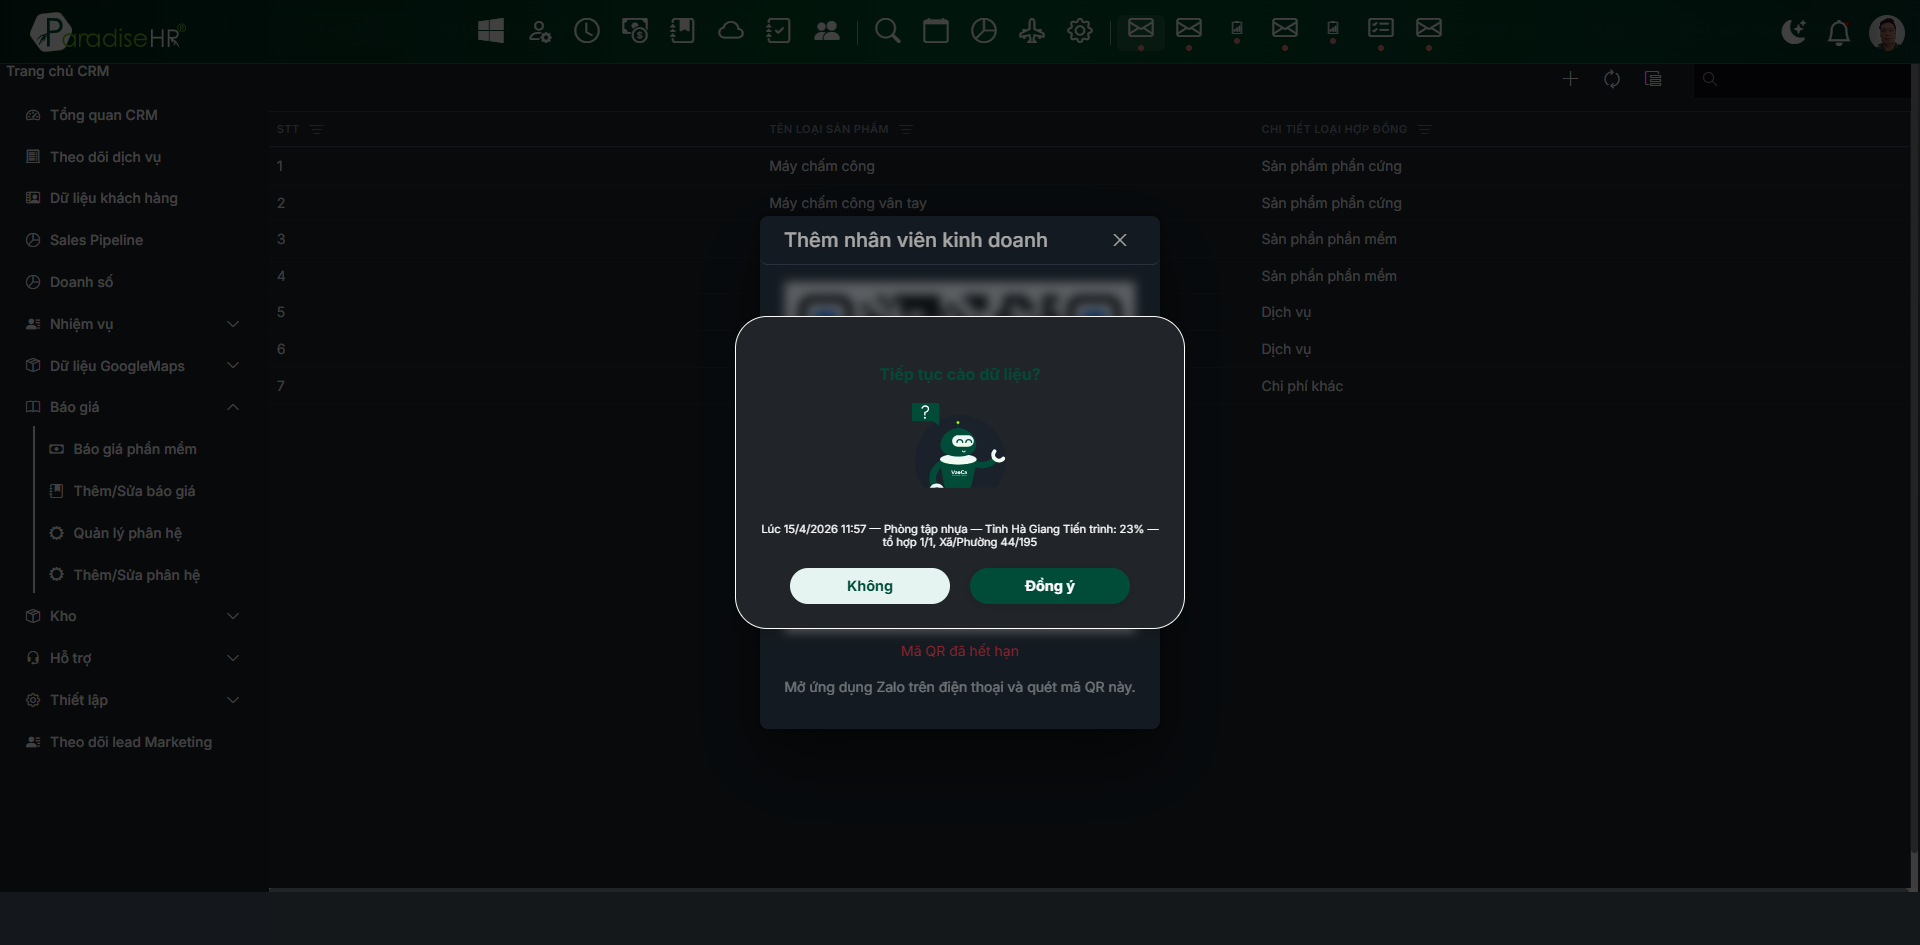 ParadiseHR®
Trang chủ CRM
Tổng quan CRM
Theo dõi dịch vụ
Dữ liệu khách hàng
Sales Pipeline
Doanh số
Nhiệm vụ
Dữ liệu GoogleMaps
Báo giá
Báo giá phần mềm
Thêm/Sửa báo giá
Quản lý phân hệ
Thêm/Sửa phân hệ
Kho
Hỗ trợ
Thiết lập
Theo dõi lead Marketing
STT TÊN LOẠI SẢN PHẨM CHI TIẾT LOẠI HỢP ĐỒNG
1 Máy chấm công Sản phẩm phần cứng
2 Máy chấm công vân tay Sản phẩm phần cứng
3 Sản phần phần mềm
4 Sản phần phần mềm
5 Dịch vụ
6 Dịch vụ
7 Chi phí khác
Thêm nhân viên kinh doanh
Tiếp tục cào dữ liệu?
?
VaoCa
Lúc 15/4/2026 11:57 — Phòng tập nhựa — Tỉnh Hà Giang Tiến trình: 23% —
tổ hợp 1/1, Xã/Phường 44/195
Không
Đồng ý
Mã QR đã hết hạn
Mở ứng dụng Zalo trên điện thoại và quét mã QR này.